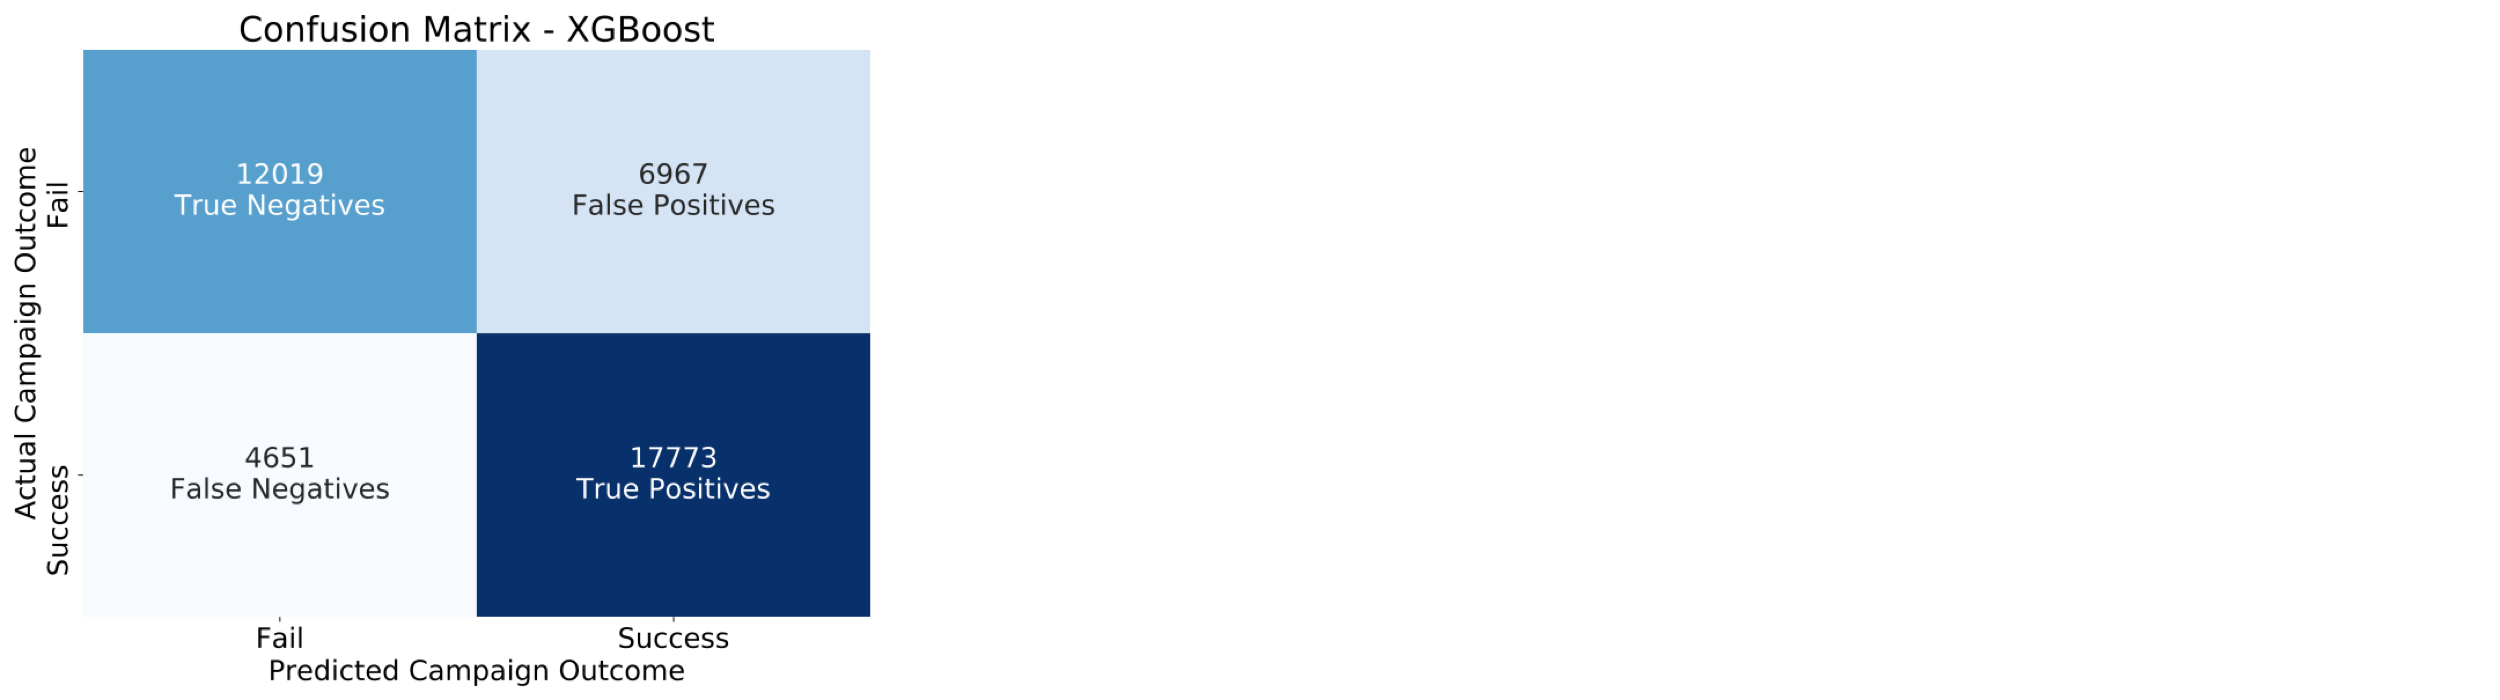 Confusion Matrix - XGBoost
Actual Campaign Outcome
Fail
12019
True Negatives
6967
False Positives
Success
4651
False Negatives
17773
True Positives
Fail
Success
Predicted Campaign Outcome